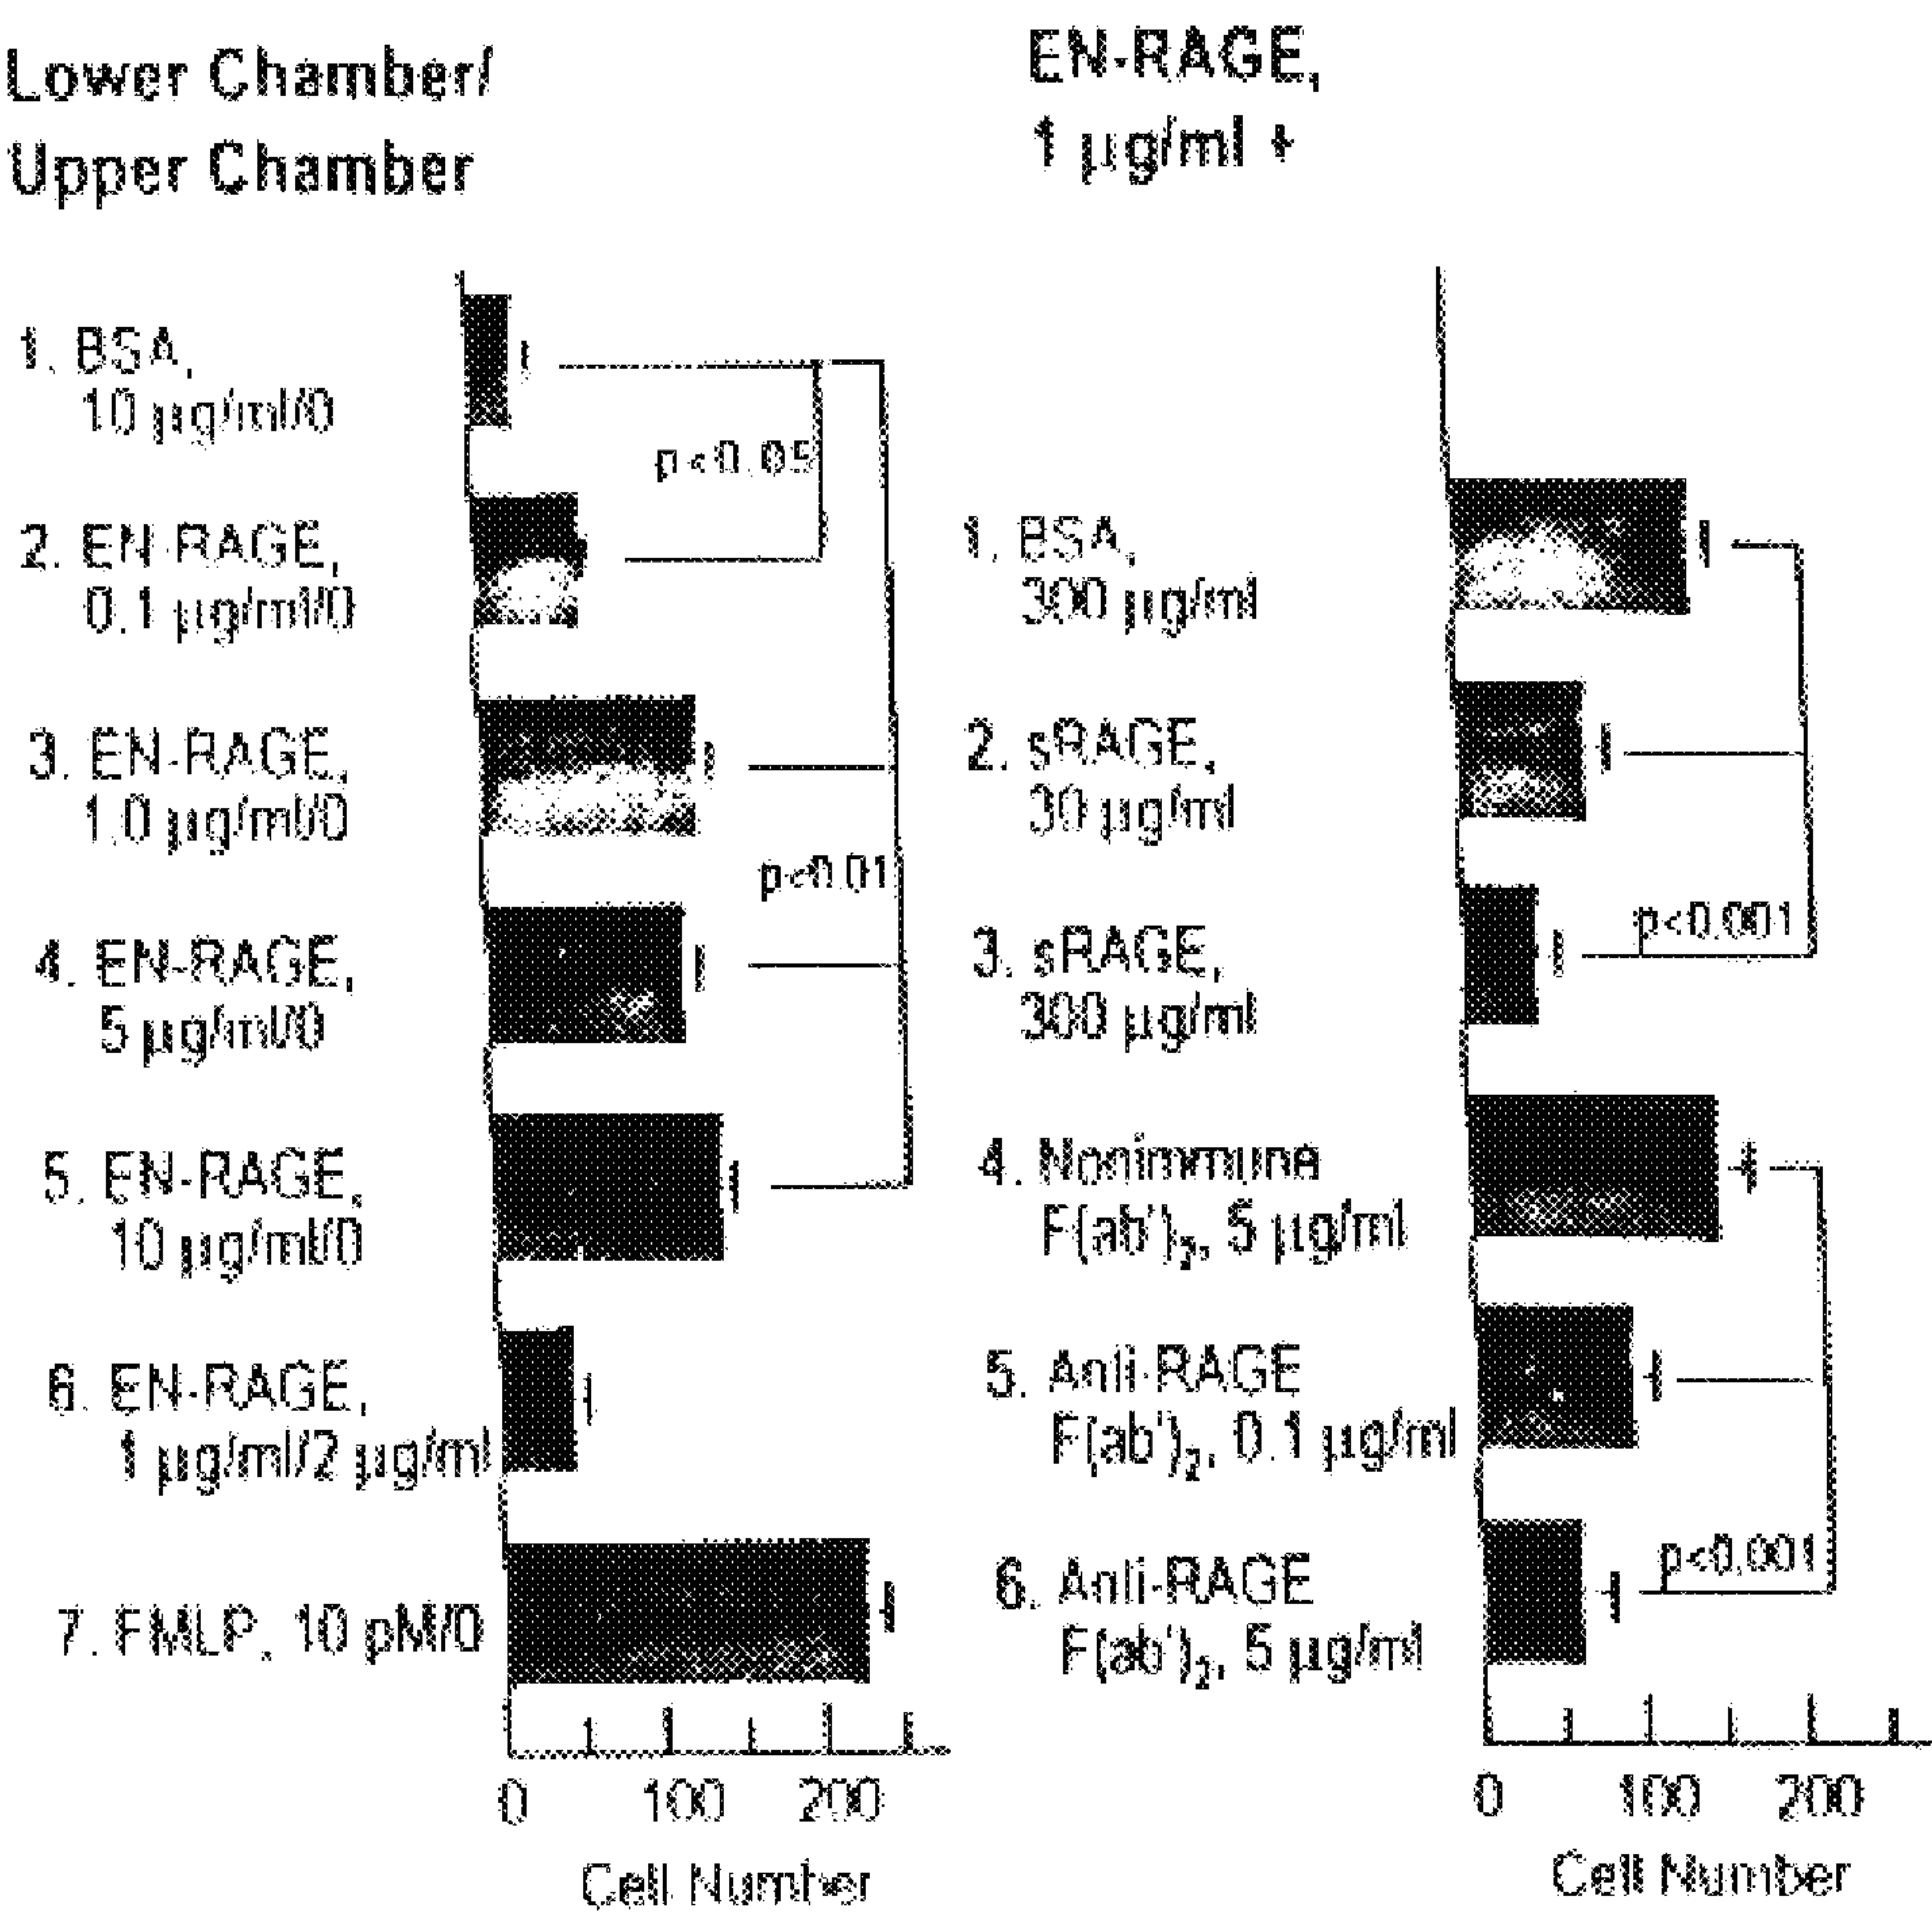 Lower Chamber/
Upper Chamber
1. BSA,
10 µg/ml/0
2. EN-RAGE,
0.1 µg/ml/0
3. EN-RAGE,
1.0 µg/ml/0
4. EN-RAGE,
5 µg/ml/0
5. EN-RAGE,
10 µg/ml/0
6. EN-RAGE,
1 µg/ml/2 µg/ml
7. FMLP, 10 pM/0
p<0.05
p<0.01
0 100 200
Cell Number
EN-RAGE,
1 µg/ml +
1. BSA,
300 µg/ml
2. sRAGE,
30 µg/ml
3. sRAGE,
300 µg/ml
4. Nonimmune
F(ab')₂, 5 µg/ml
5. Anti-RAGE
F(ab')₂, 0.1 µg/ml
6. Anti-RAGE
F(ab')₂, 5 µg/ml
p<0.001
p<0.001
0 100 200
Cell Number